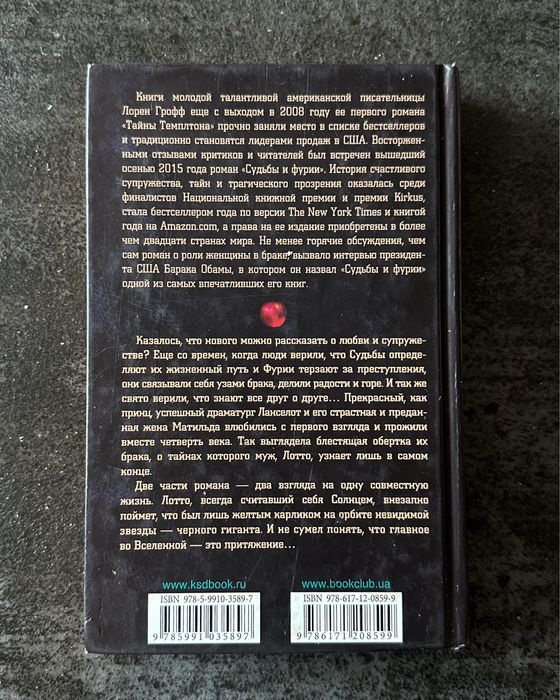 Книги молодой талантливой американской писательницы
Лорен Грофф еще с выходом в 2008 году ее первого романа
«Тайны Темплтона» прочно заняли место в списке бестселлеров
и традиционно становятся лидерами продаж в США. Восторжен-
ными отзывами критиков и читателей был встречен вышедший
осенью 2015 года роман «Судьбы и фурии». История счастливого
супружества, тайн и трагического прозрения оказалась среди
финалистов Национальной книжной премии и премии Kirkus,
стала бестселлером года по версии The New York Times и книгой
года на Amazon.com, а права на ее издание приобретены в более
чем двадцати странах мира. Не менее горячие обсуждения, чем
сам роман о роли женщины в браке, вызвало интервью президен-
та США Барака Обамы, в котором он назвал «Судьбы и фурии»
одной из самых впечатливших его книг.
Казалось, что нового можно рассказать о любви и супруже-
стве? Еще со времен, когда люди верили, что Судьбы опреде-
ляют их жизненный путь и Фурии терзают за преступления,
они связывали себя узами брака, делили радости и горе. И так же
свято верили, что знают все друг о друге... Прекрасный, как
принц, успешный драматург Ланселот и его страстная и предан-
ная жена Матильда влюбились с первого взгляда и прожили
вместе четверть века. Так выглядела блестящая обертка их
брака, о тайнах которого муж, Лотто, узнает лишь в самом
конце.
Две части романа — два взгляда на одну совместную
жизнь. Лотто, всегда считавший себя Солнцем, внезапно
поймет, что был лишь желтым карликом на орбите невидимой
звезды — черного гиганта. И не сумел понять, что главное
во Вселенной — это притяжение...
www.ksdbook.ru
www.bookclub.ua
ISBN 978-5-9910-3589-7
ISBN 978-617-12-0859-9
9 785991 035897
9 786171 208599